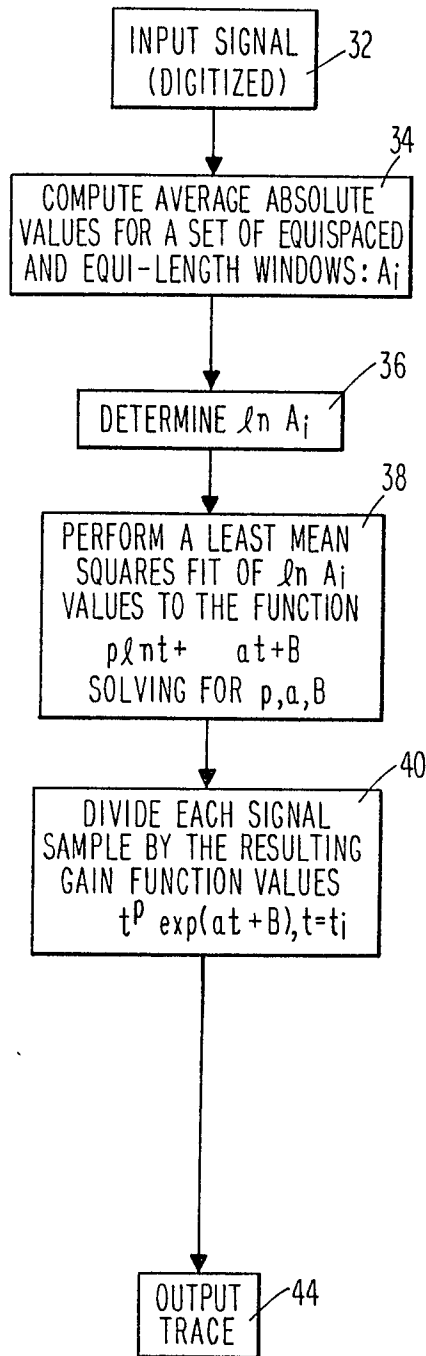 INPUT SIGNAL
(DIGITIZED)
32
34
COMPUTE AVERAGE ABSOLUTE
VALUES FOR A SET OF EQUISPACED
AND EQUI-LENGTH WINDOWS: Ai
36
DETERMINE ln Ai
38
PERFORM A LEAST MEAN
SQUARES FIT OF ln Ai
VALUES TO THE FUNCTION
plnt+ at+B
SOLVING FOR p,a,B
40
DIVIDE EACH SIGNAL
SAMPLE BY THE RESULTING
GAIN FUNCTION VALUES
t^p exp(at+B),t=ti
OUTPUT
TRACE
44